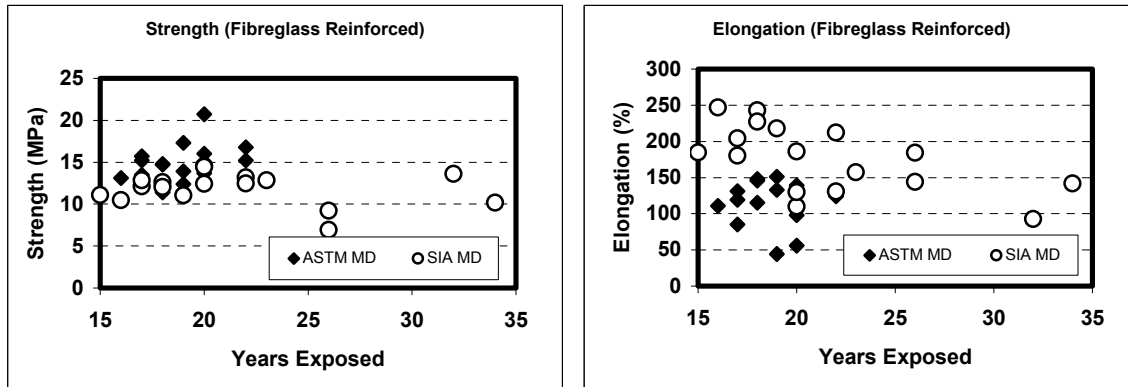 Strength (Fibreglass Reinforced)
25
20
15
10
5
0
Strength (MPa)
ASTM MD SIA MD
15 20 25 30 35
Years Exposed
Elongation (Fibreglass Reinforced)
300
250
200
150
100
50
0
Elongation (%)
ASTM MD SIA MD
15 20 25 30 35
Years Exposed